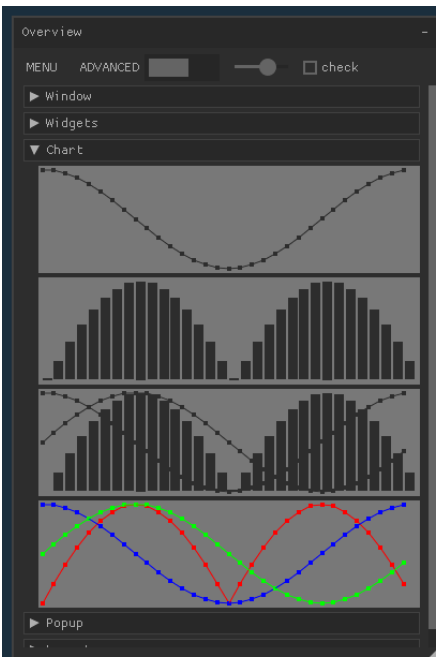 Overview
MENU ADVANCED check
Window
Widgets
Chart
Popup